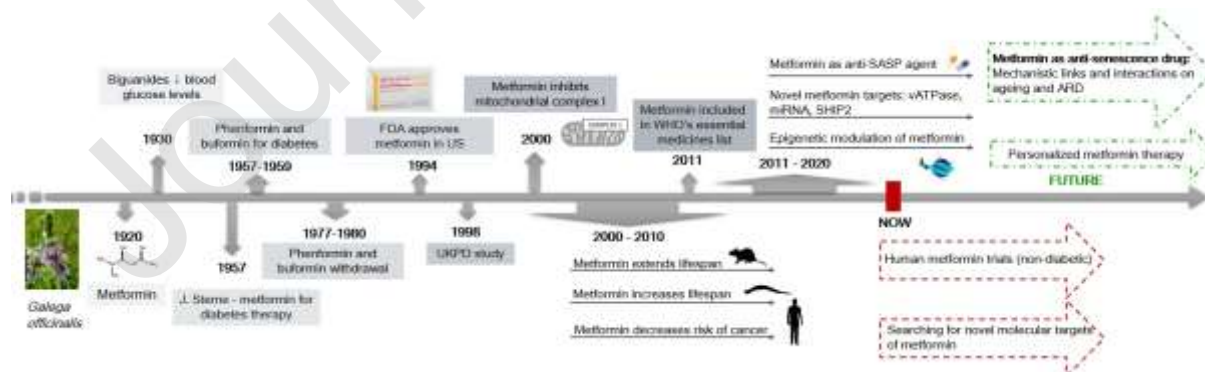 Journ
Biguanides ↓ blood
glucose levels
1930
Phenformin and
buformin for diabetes
1957-1959
FDA approves
metformin in US
1994
Metformin inhibits
mitochondrial complex I
2000
Metformin included
in WHO's essential
medicines list
2011
Metformin as anti-SASP agent
Novel metformin targets: vATPase,
miRNA, SHIP2
Epigenetic modulation of metformin
2011 - 2020
Metformin as anti-senescence drug:
Mechanistic links and interactions on
ageing and ARD
Personalized metformin therapy
FUTURE
Galega
officinalis
1920
Metformin
1957
J. Sterne - metformin for
diabetes therapy
1977-1980
Phenformin and
buformin withdrawal
1998
UKPD study
2000 - 2010
Metformin extends lifespan
Metformin increases lifespan
Metformin decreases risk of cancer
NOW
Human metformin trials (non-diabetic)
Searching for novel molecular targets
of metformin